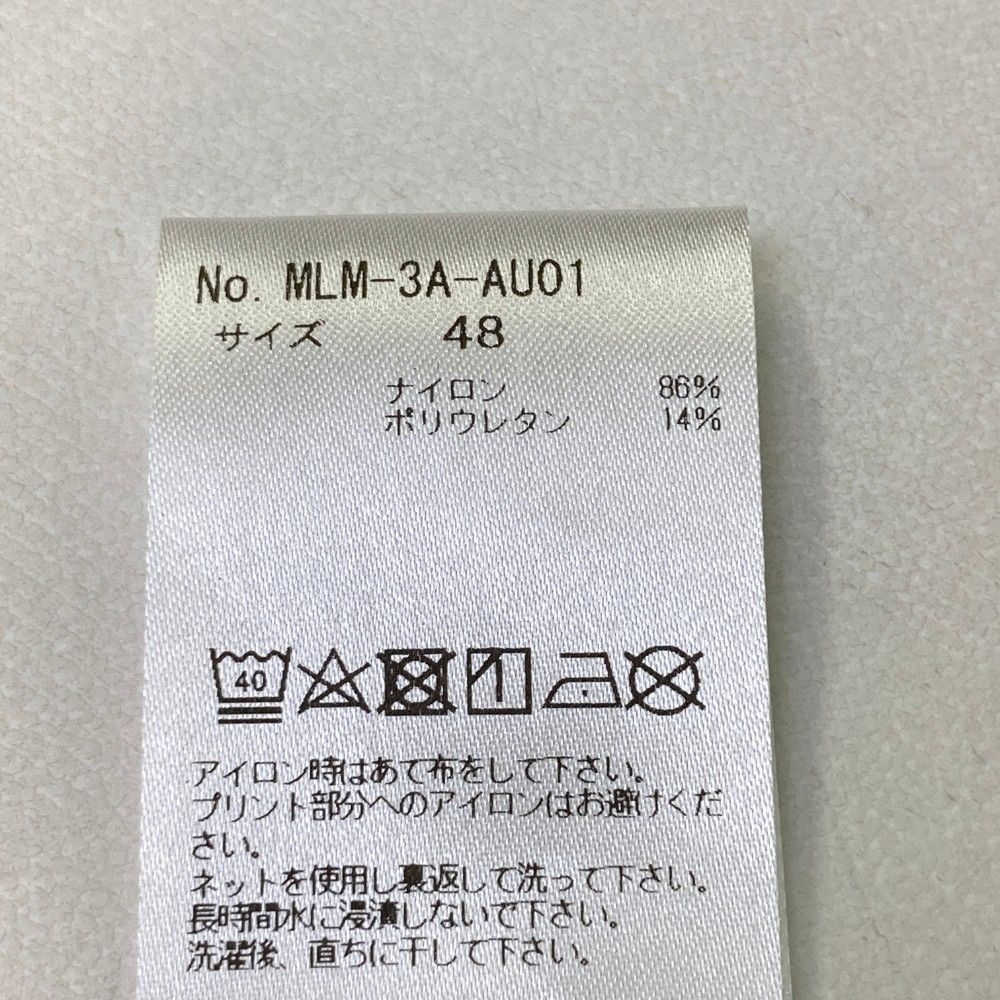 No. MLM-3A-AU01
サイズ 48
ナイロン 86%
ポリウレタン 14%
40
アイロン時はあて布をして下さい。
プリント部分へのアイロンはお避けくだ
さい。
ネットを使用し裏返して洗って下さい。
長時間水に浸漬しないで下さい。
洗濯後、直ちに干して下さい。